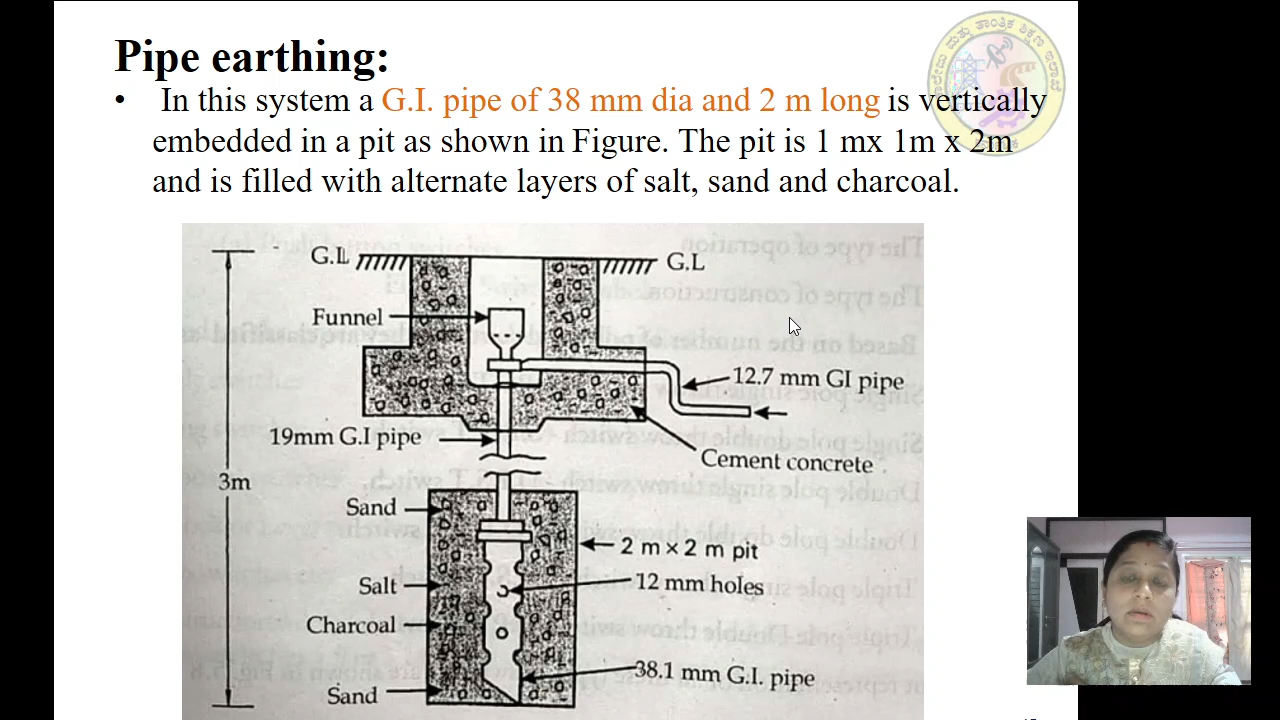 Pipe earthing:
• In this system a G.I. pipe of 38 mm dia and 2 m long is vertically
embedded in a pit as shown in Figure. The pit is 1 mx 1m x 2m
and is filled with alternate layers of salt, sand and charcoal.
G.L
G.L
Funnel
12.7 mm GI pipe
19mm G.I pipe
Cement concrete
3m
Sand
2 m × 2 m pit
Salt
12 mm holes
Charcoal
38.1 mm G.I. pipe
Sand